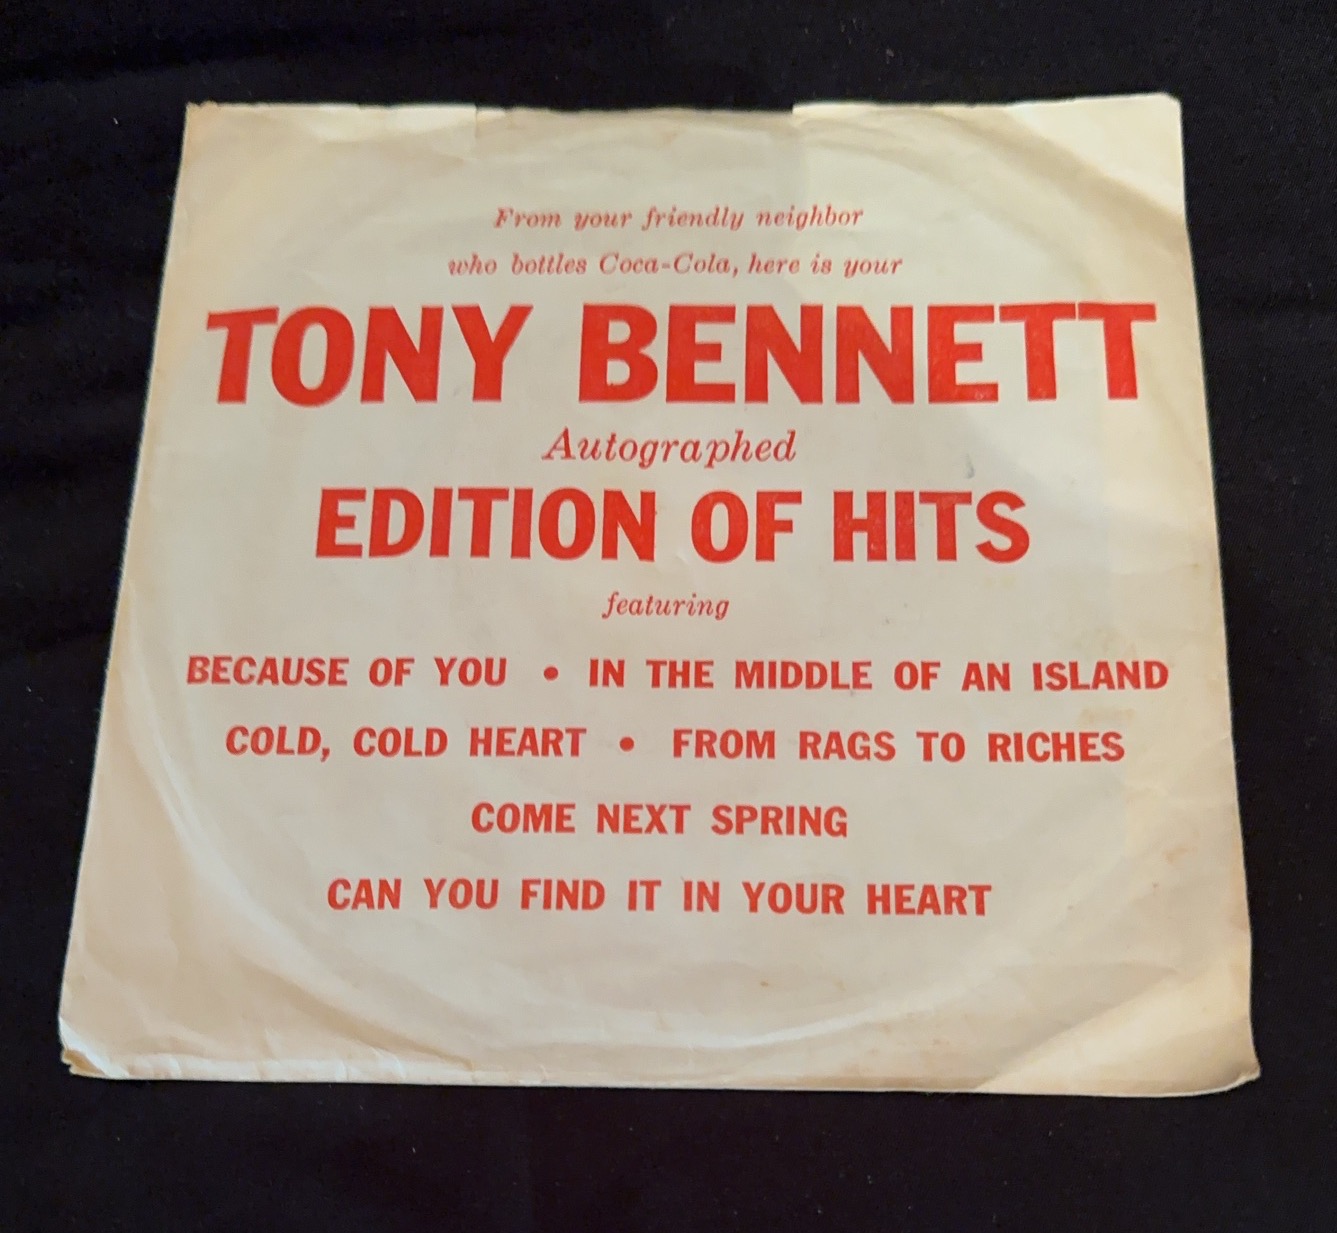 From your friendly neighbor
who bottles Coca-Cola, here is your
TONY BENNETT
Autographed
EDITION OF HITS
featuring
BECAUSE OF YOU • IN THE MIDDLE OF AN ISLAND
COLD, COLD HEART • FROM RAGS TO RICHES
COME NEXT SPRING
CAN YOU FIND IT IN YOUR HEART